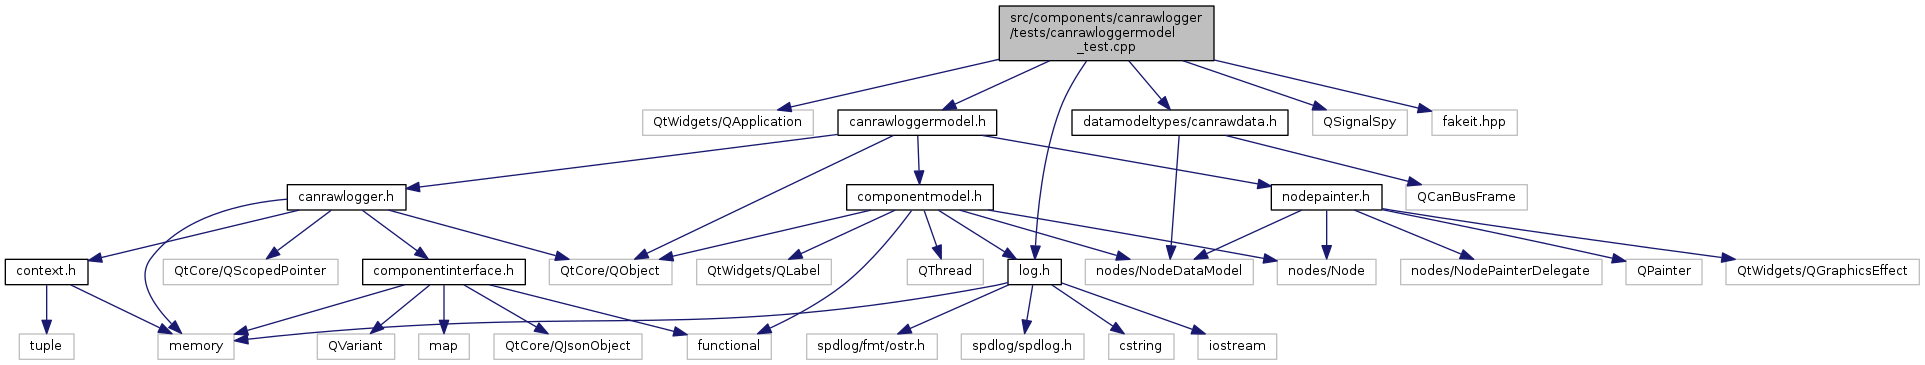 src/components/canrawlogger
/tests/canrawloggermodel
_test.cpp
QtWidgets/QApplication
canrawloggermodel.h
datamodeltypes/canrawdata.h
QSignalSpy
fakeit.hpp
canrawlogger.h
componentmodel.h
nodepainter.h
QCanBusFrame
context.h
QtCore/QScopedPointer
componentinterface.h
QtCore/QObject
QtWidgets/QLabel
QThread
log.h
nodes/NodeDataModel
nodes/Node
nodes/NodePainterDelegate
QPainter
QtWidgets/QGraphicsEffect
tuple
memory
QVariant
map
QtCore/QJsonObject
functional
spdlog/fmt/ostr.h
spdlog/spdlog.h
cstring
iostream